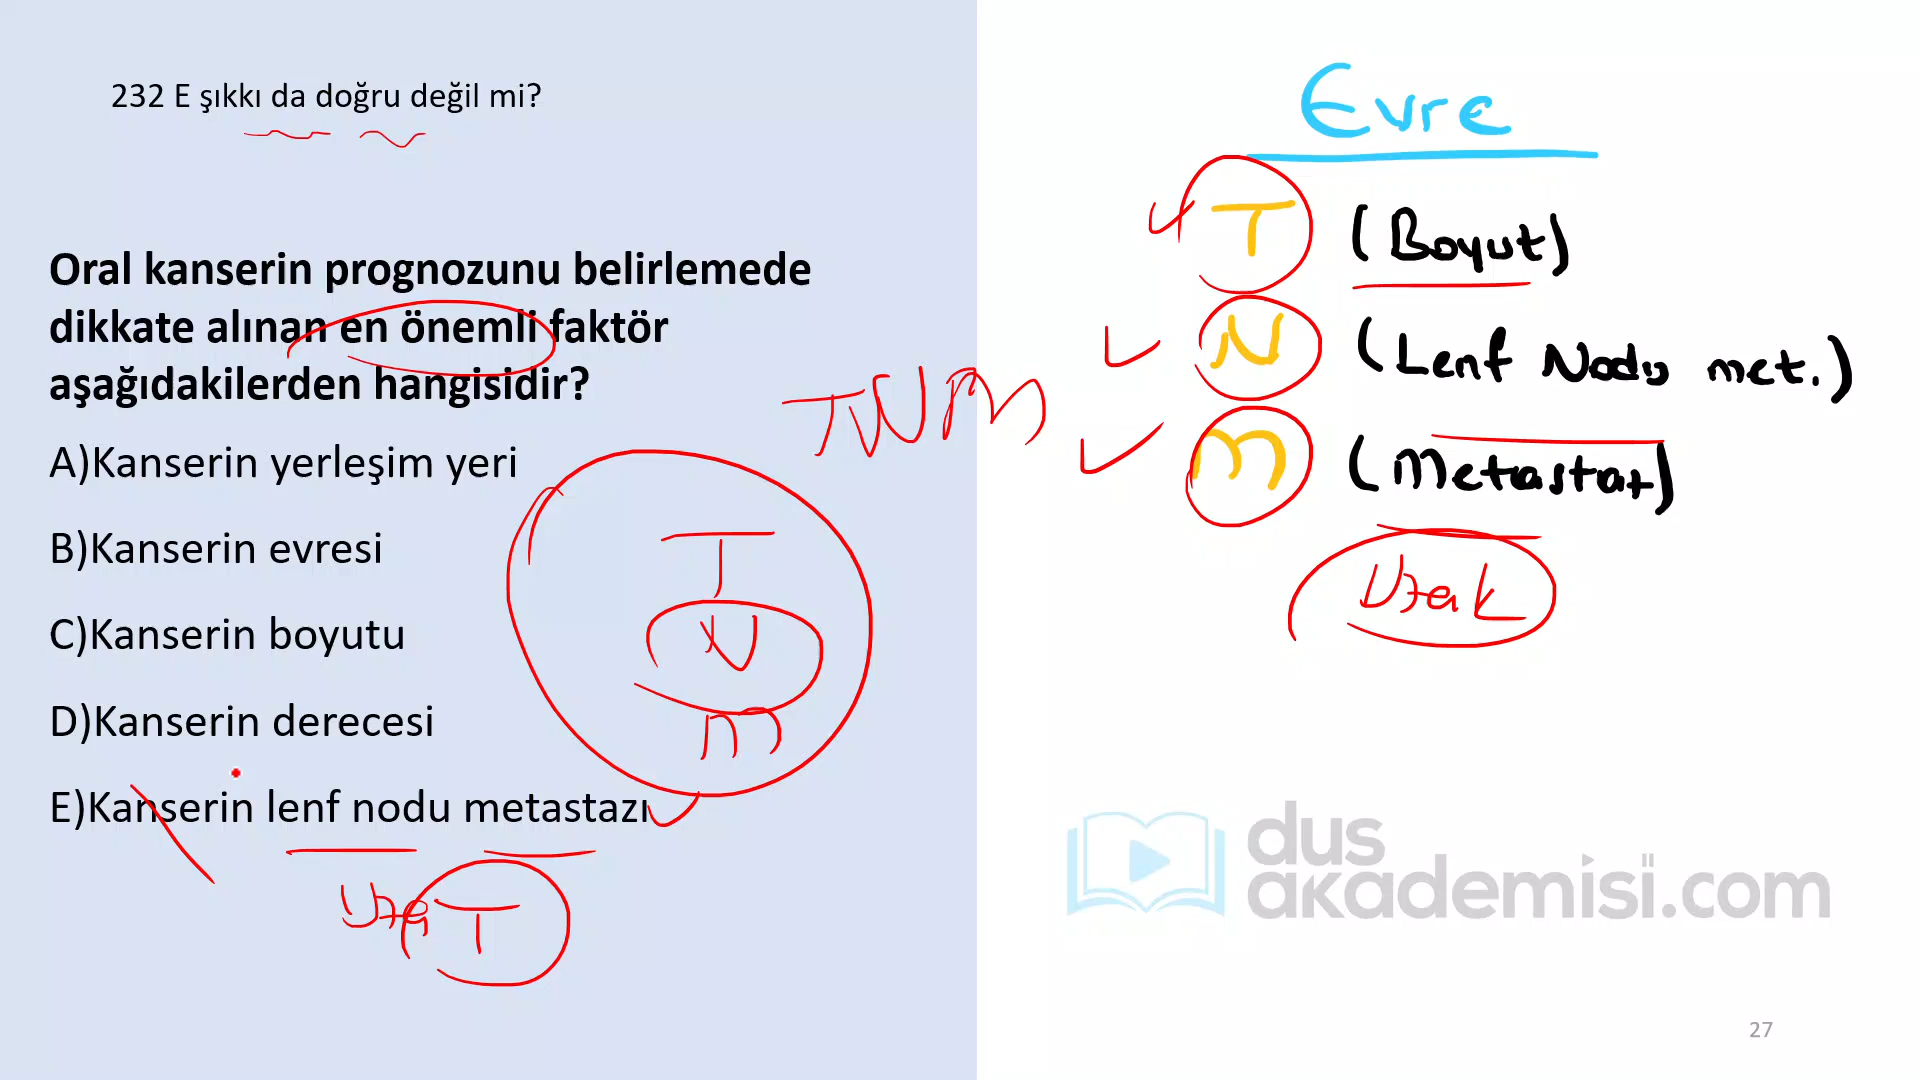 232 E şıkkı da doğru değil mi?
Oral kanserin prognozunu belirlemede
dikkate alınan en önemli faktör
aşağıdakilerden hangisidir?
A)Kanserin yerleşim yeri
B)Kanserin evresi
C)Kanserin boyutu
D)Kanserin derecesi
E)Kanserin lenf nodu metastazı
T
N
M
T
TNM
Evre
T (Boyut)
N (Lenf Nodu met.)
M (Metastaz)
Uzak
dus
akademisi.com
27